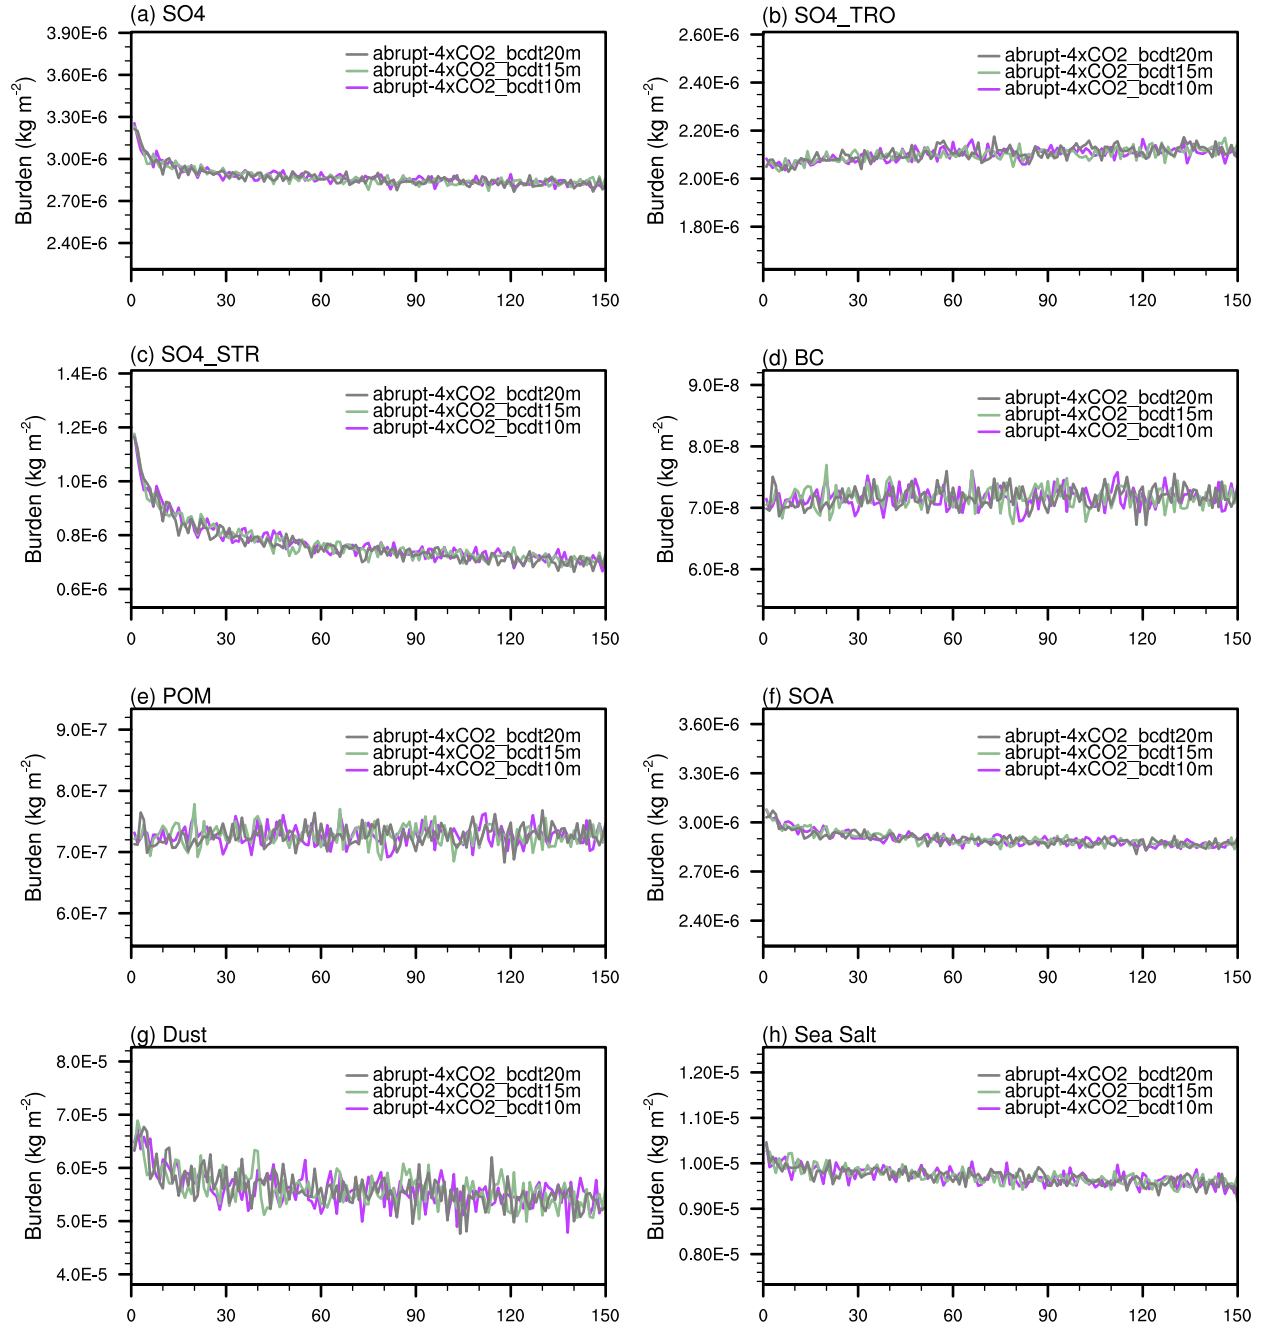 (a) SO4
3.90E-6
3.60E-6
3.30E-6
3.00E-6
2.70E-6
2.40E-6
Burden (kg m-2)
abrupt-4xCO2_bcdt20m
abrupt-4xCO2_bcdt15m
abrupt-4xCO2_bcdt10m
0 30 60 90 120 150
(b) SO4_TRO
2.60E-6
2.40E-6
2.20E-6
2.00E-6
1.80E-6
Burden (kg m-2)
abrupt-4xCO2_bcdt20m
abrupt-4xCO2_bcdt15m
abrupt-4xCO2_bcdt10m
0 30 60 90 120 150
(c) SO4_STR
1.4E-6
1.2E-6
1.0E-6
0.8E-6
0.6E-6
Burden (kg m-2)
abrupt-4xCO2_bcdt20m
abrupt-4xCO2_bcdt15m
abrupt-4xCO2_bcdt10m
0 30 60 90 120 150
(d) BC
9.0E-8
8.0E-8
7.0E-8
6.0E-8
Burden (kg m-2)
abrupt-4xCO2_bcdt20m
abrupt-4xCO2_bcdt15m
abrupt-4xCO2_bcdt10m
0 30 60 90 120 150
(e) POM
9.0E-7
8.0E-7
7.0E-7
6.0E-7
Burden (kg m-2)
abrupt-4xCO2_bcdt20m
abrupt-4xCO2_bcdt15m
abrupt-4xCO2_bcdt10m
0 30 60 90 120 150
(f) SOA
3.60E-6
3.30E-6
3.00E-6
2.70E-6
2.40E-6
Burden (kg m-2)
abrupt-4xCO2_bcdt20m
abrupt-4xCO2_bcdt15m
abrupt-4xCO2_bcdt10m
0 30 60 90 120 150
(g) Dust
8.0E-5
7.0E-5
6.0E-5
5.0E-5
4.0E-5
Burden (kg m-2)
abrupt-4xCO2_bcdt20m
abrupt-4xCO2_bcdt15m
abrupt-4xCO2_bcdt10m
0 30 60 90 120 150
(h) Sea Salt
1.20E-5
1.10E-5
1.00E-5
0.90E-5
0.80E-5
Burden (kg m-2)
abrupt-4xCO2_bcdt20m
abrupt-4xCO2_bcdt15m
abrupt-4xCO2_bcdt10m
0 30 60 90 120 150